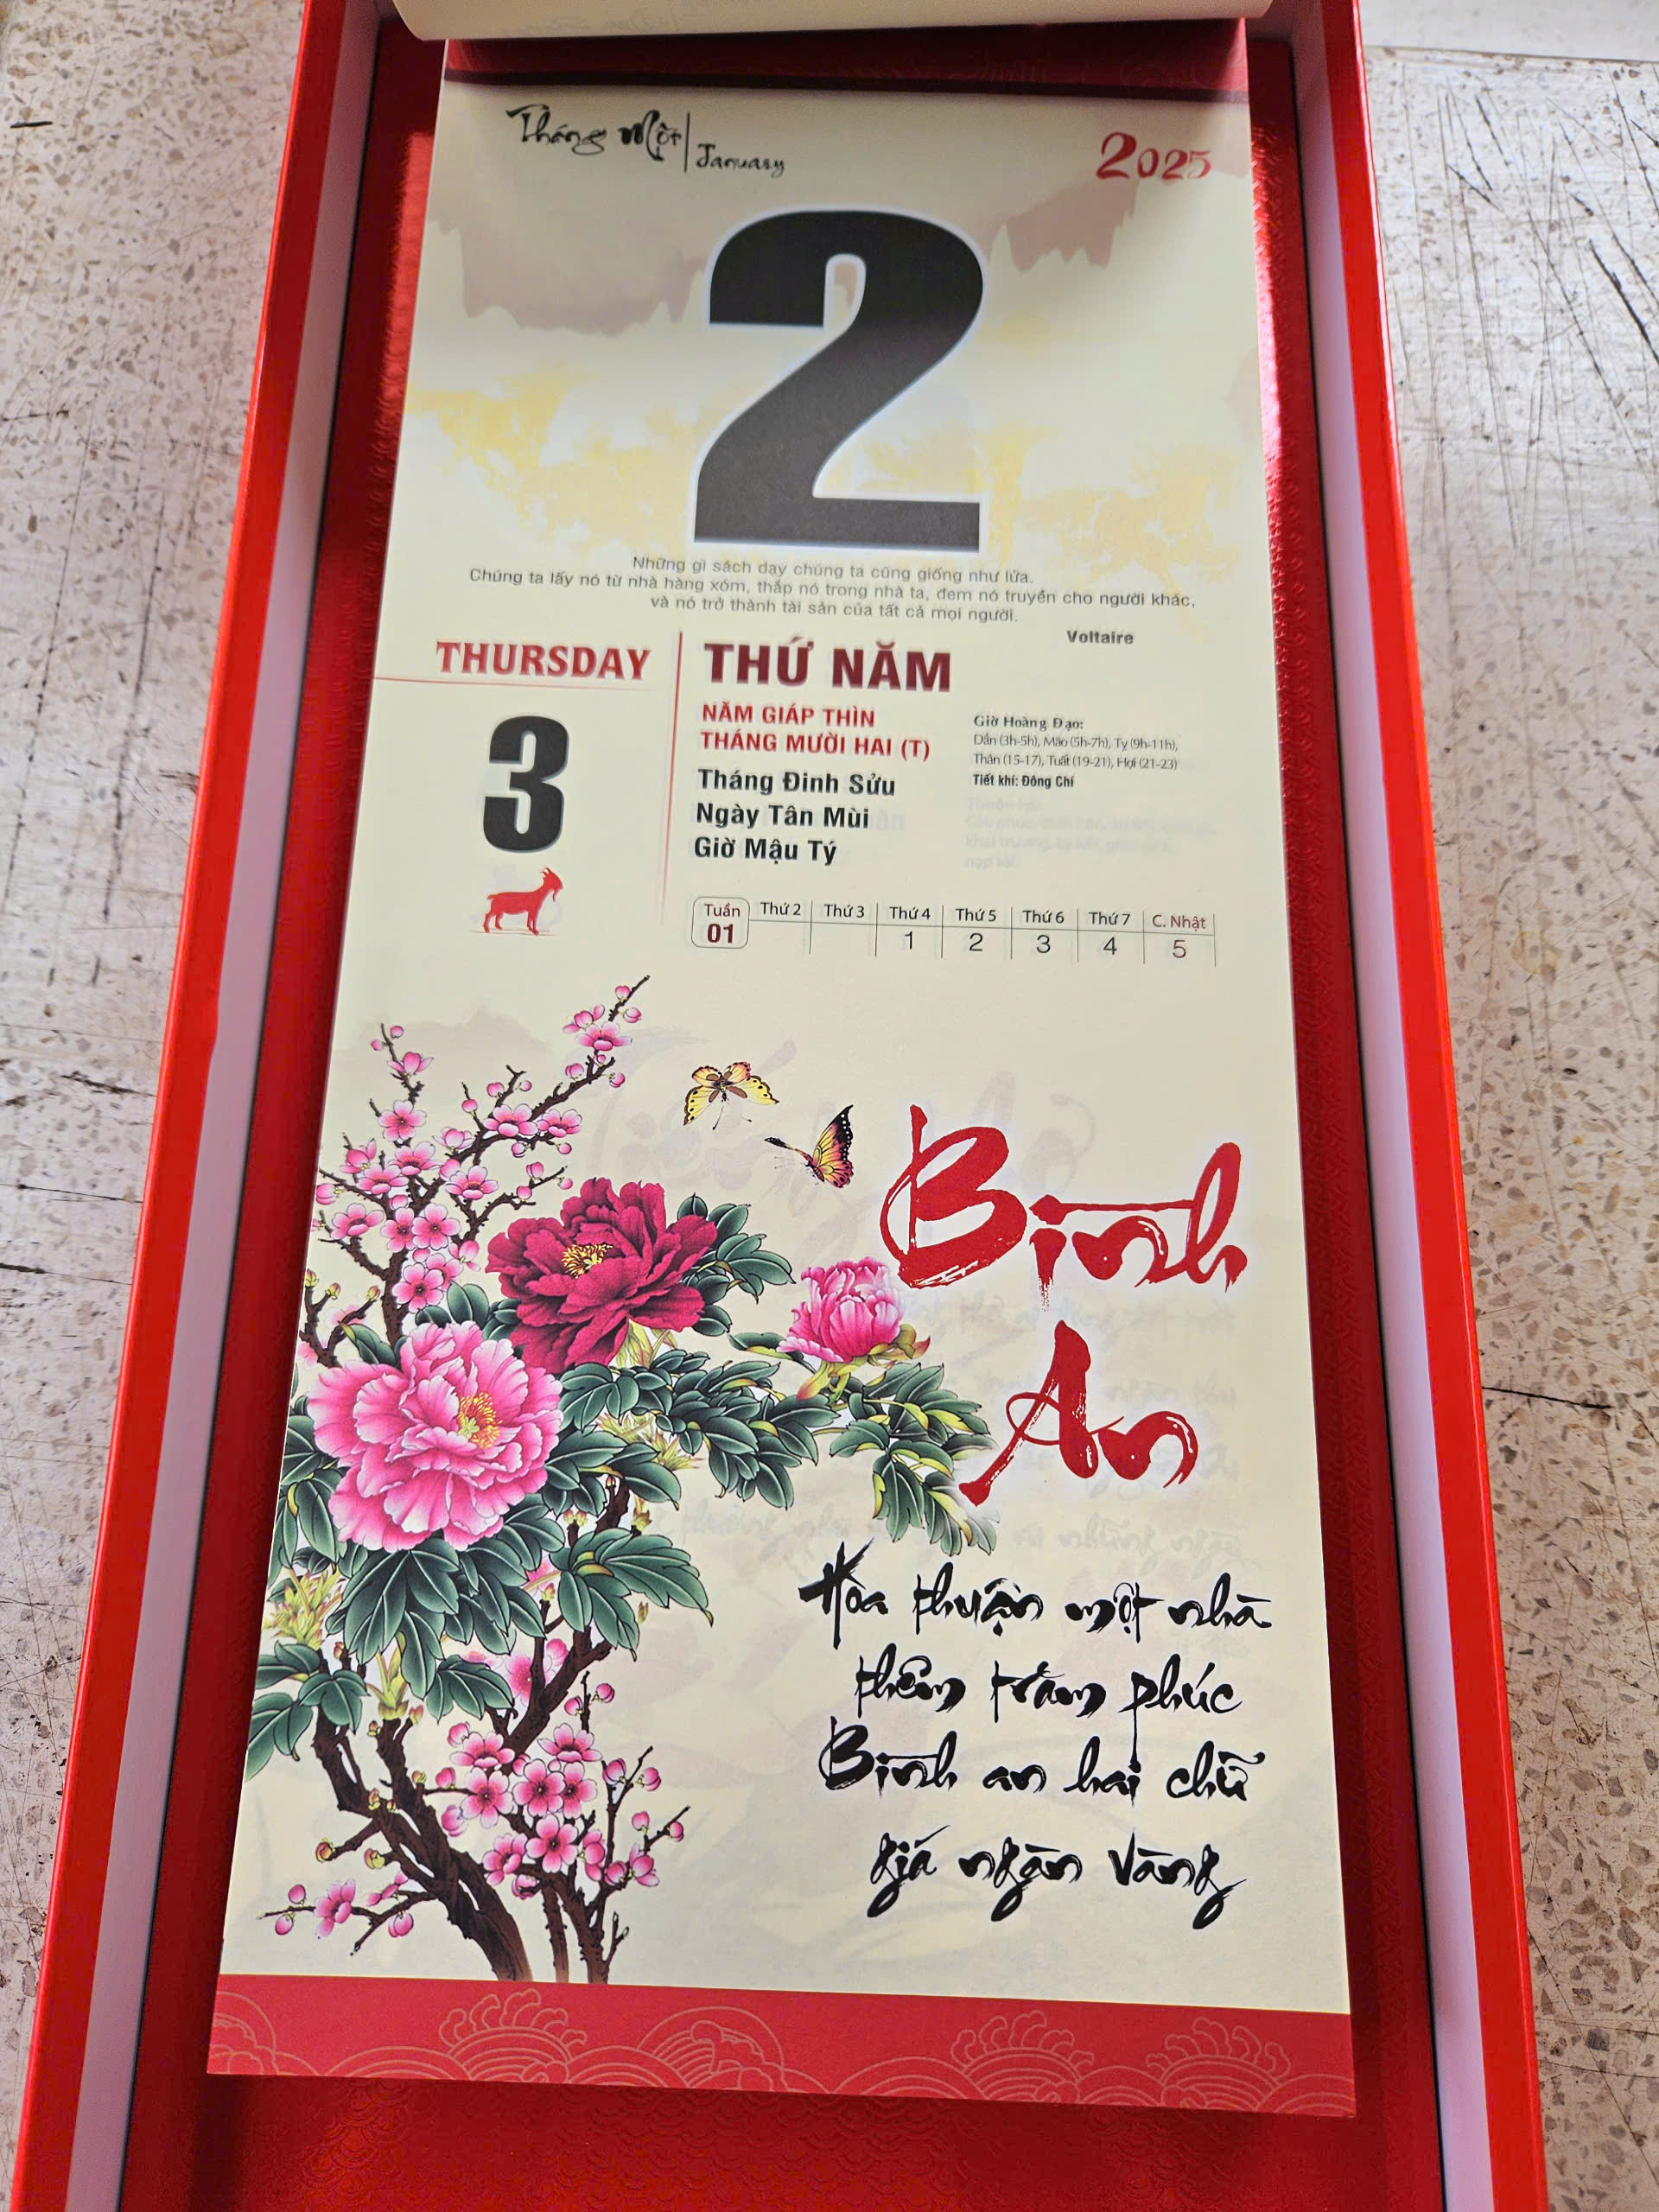 Tháng Một | January
2025
2
Những gì sách dạy chúng ta cũng giống như lửa.
Chúng ta lấy nó từ nhà hàng xóm, thắp nó trong nhà ta, đem nó truyền cho người khác,
và nó trở thành tài sản của tất cả mọi người.
Voltaire
THURSDAY
3
THỨ NĂM
NĂM GIÁP THÌN
THÁNG MƯỜI HAI (T)
Tháng Đinh Sửu
Ngày Tân Mùi
Giờ Mậu Tý
Giờ Hoàng Đạo:
Dần (3h-5h), Mão (5h-7h), Tỵ (9h-11h),
Thân (15-17), Tuất (19-21), Hợi (21-23)
Tiết khí: Đông Chí
Tuần Thứ 2 Thứ 3 Thứ 4 Thứ 5 Thứ 6 Thứ 7 C. Nhật
01 1 2 3 4 5
Bình
An
Hòa thuận một nhà
thêm trăm phúc
Bình an hai chữ
giá ngàn vàng